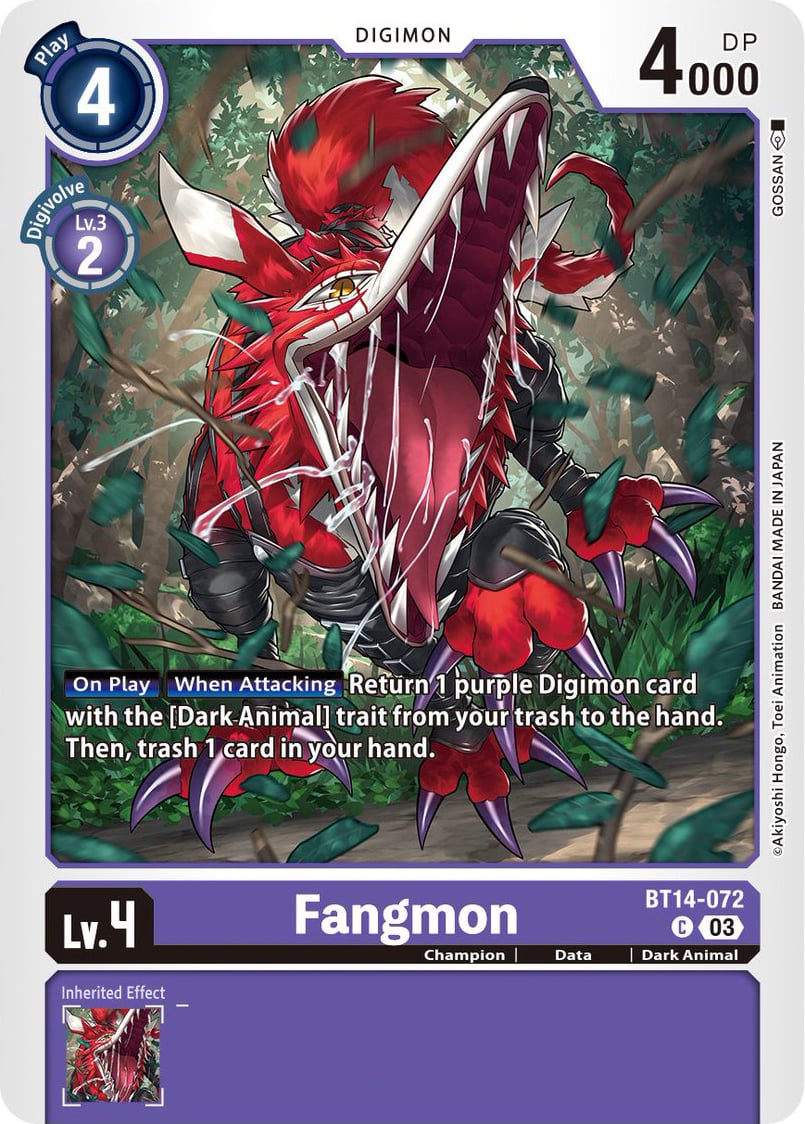 DIGIMON
Play
4
4000
DP
Digivolve
Lv.3
2
GOSSAN
©Akiyoshi Hongo, Toei Animation BANDAI MADE IN JAPAN
On Play When Attacking Return 1 purple Digimon card
with the [Dark Animal] trait from your trash to the hand.
Then, trash 1 card in your hand.
Lv.4
Fangmon
BT14-072
C 03
Champion | Data | Dark Animal
Inherited Effect
–